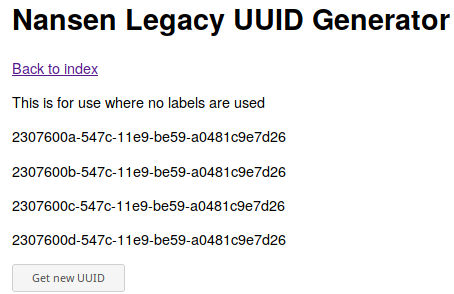 Nansen Legacy UUID Generator
Back to index
This is for use where no labels are used
2307600a-547c-11e9-be59-a0481c9e7d26
2307600b-547c-11e9-be59-a0481c9e7d26
2307600c-547c-11e9-be59-a0481c9e7d26
2307600d-547c-11e9-be59-a0481c9e7d26
Get new UUID